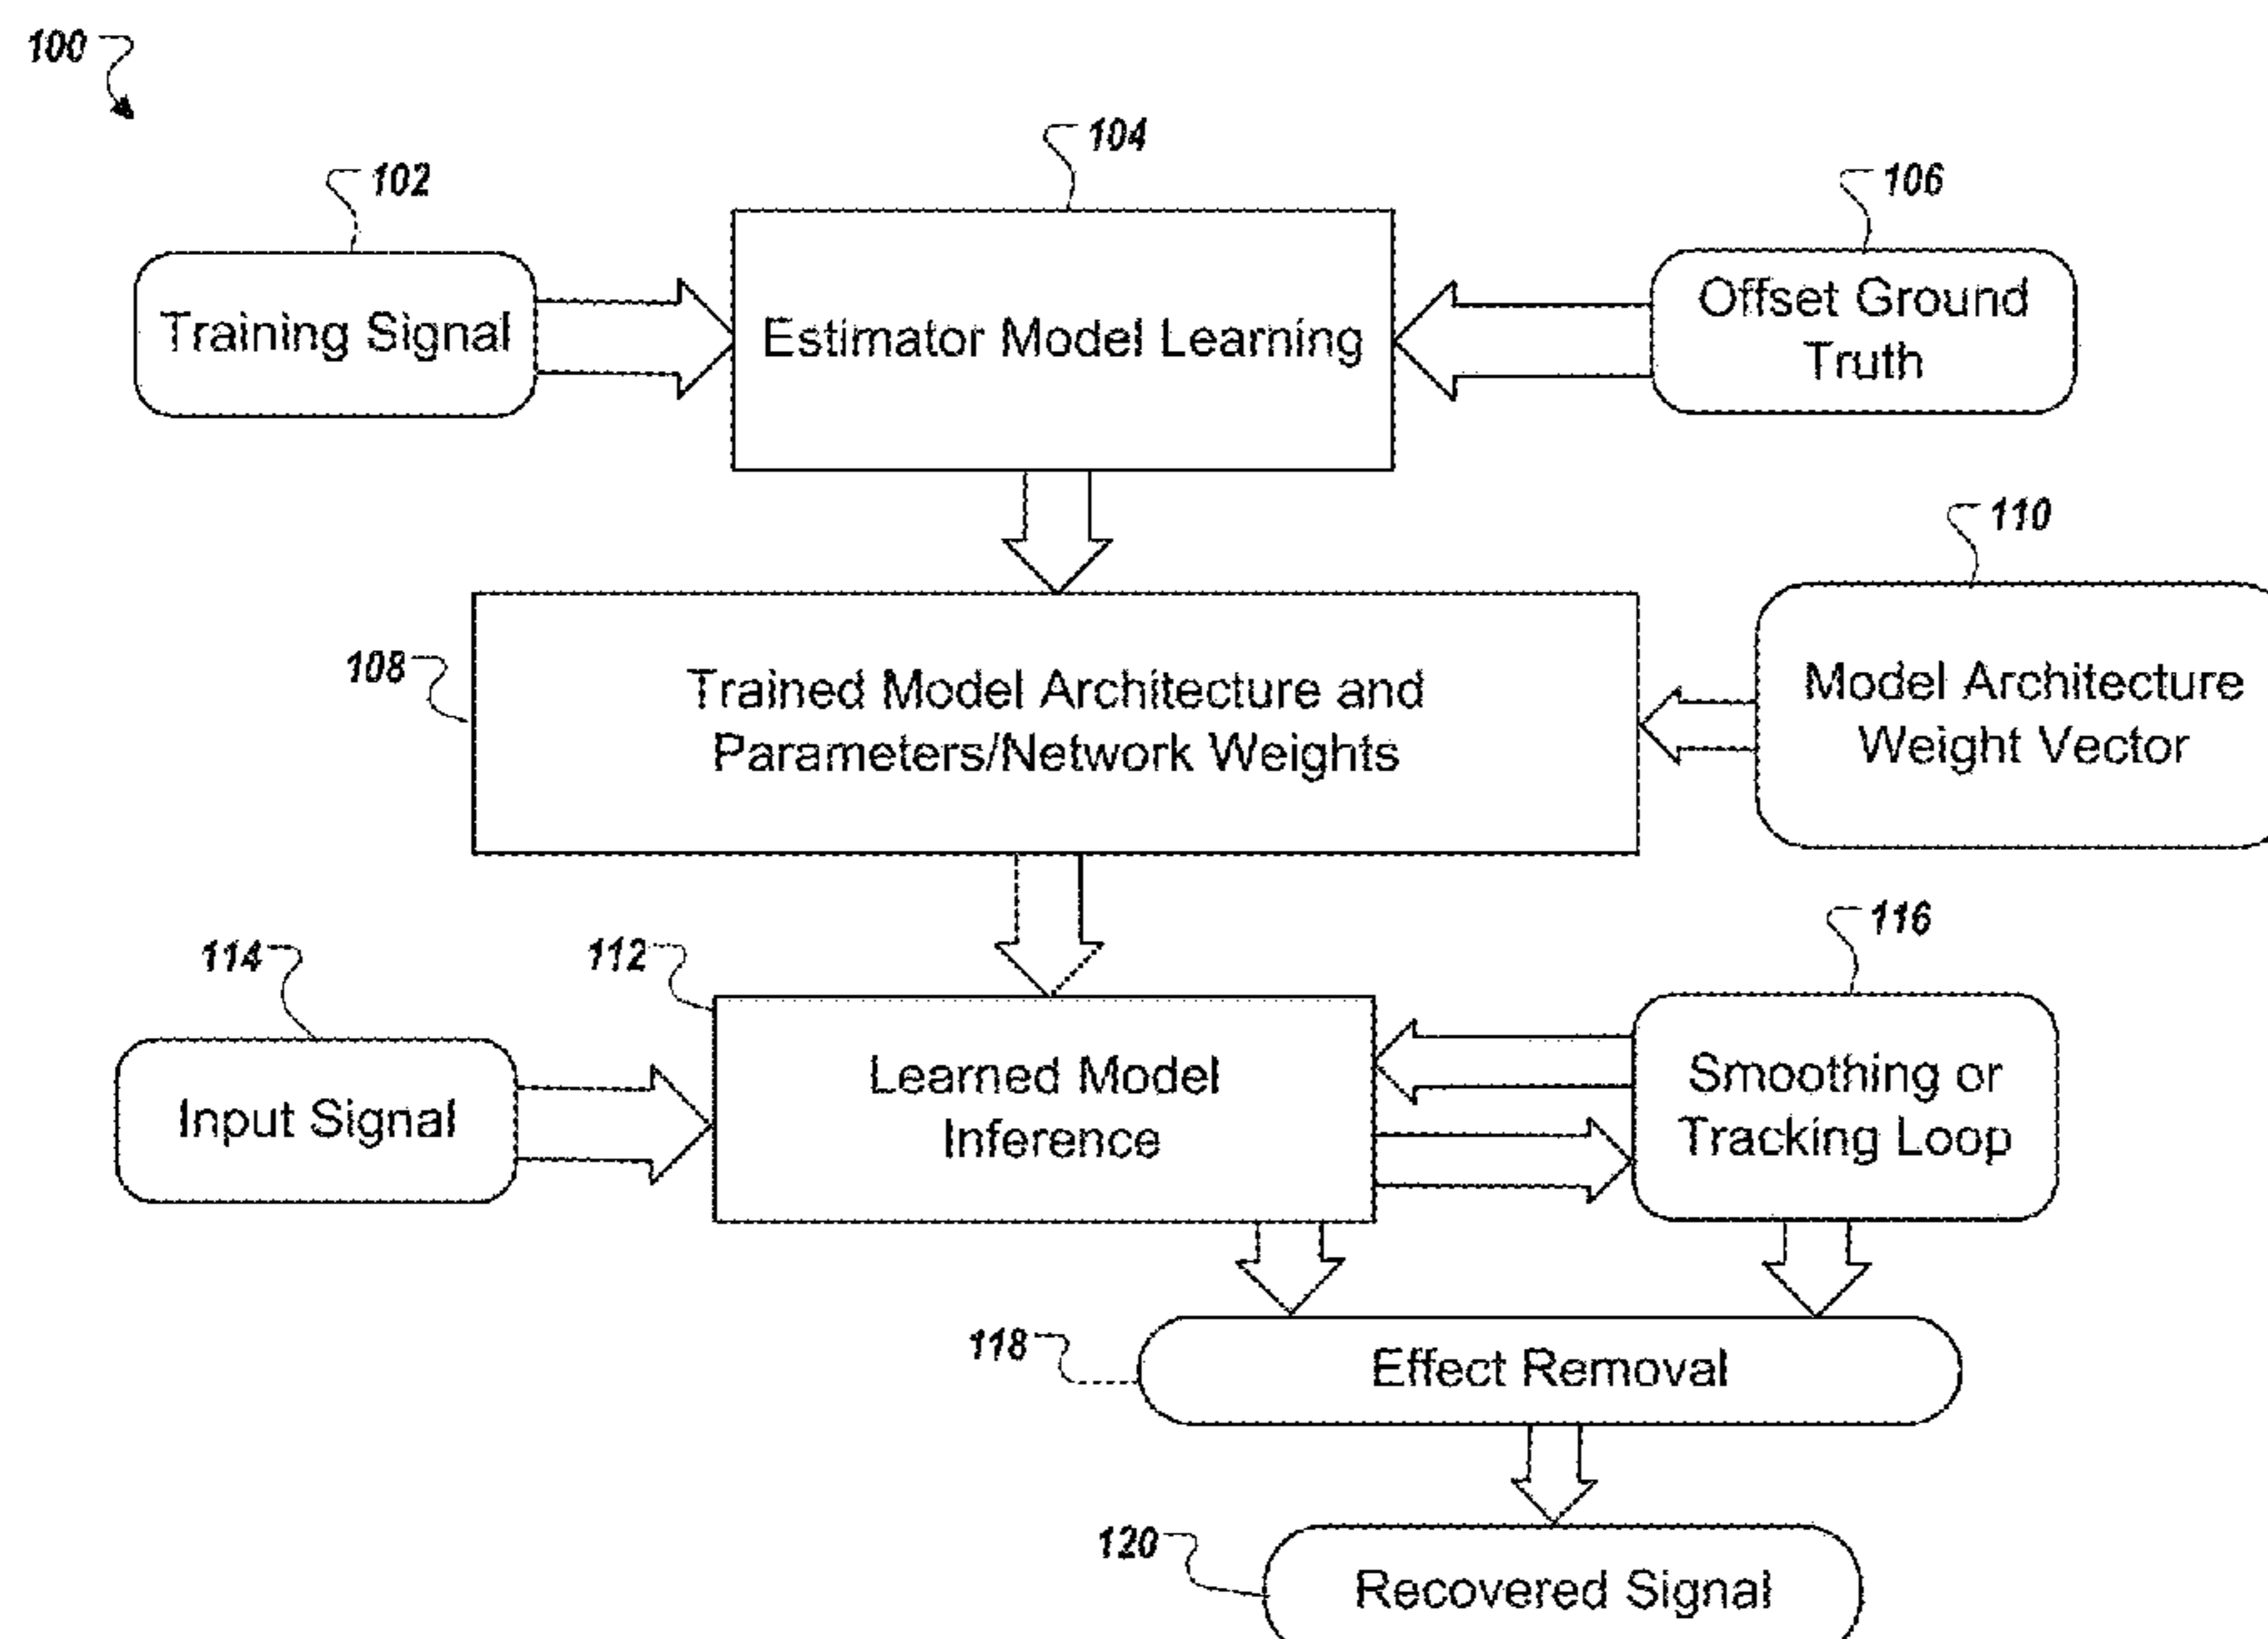 100
104
102
106
Training Signal
Estimator Model Learning
Offset Ground
Truth
110
108
Trained Model Architecture and
Parameters/Network Weights
Model Architecture
Weight Vector
116
114
112
Input Signal
Learned Model
Inference
Smoothing or
Tracking Loop
118
Effect Removal
120
Recovered Signal